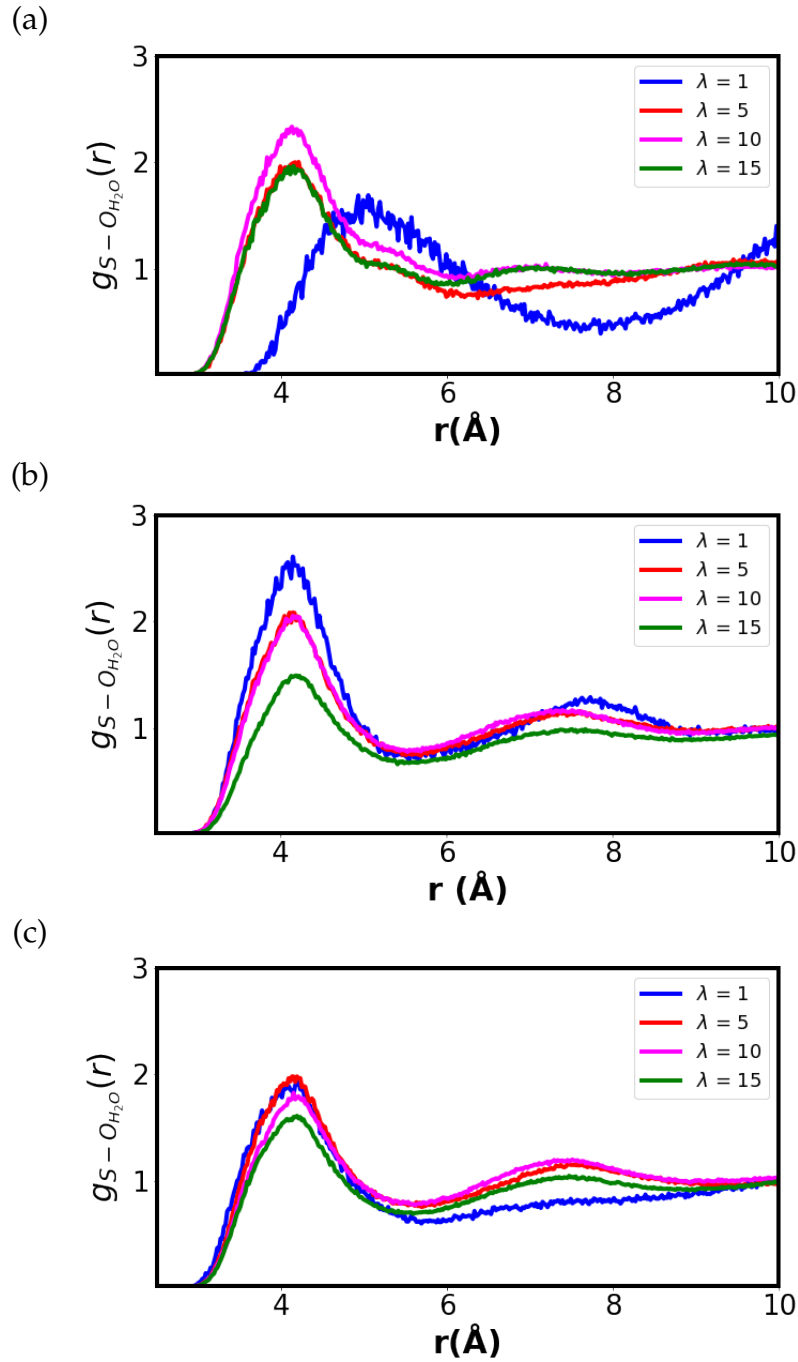 (a)
3
2
1
g_{S-O_{H_2O}}(r)
λ = 1
λ = 5
λ = 10
λ = 15
4 6 8 10
r(Å)
(b)
3
2
1
g_{S-O_{H_2O}}(r)
λ = 1
λ = 5
λ = 10
λ = 15
4 6 8 10
r (Å)
(c)
3
2
1
g_{S-O_{H_2O}}(r)
λ = 1
λ = 5
λ = 10
λ = 15
4 6 8 10
r(Å)